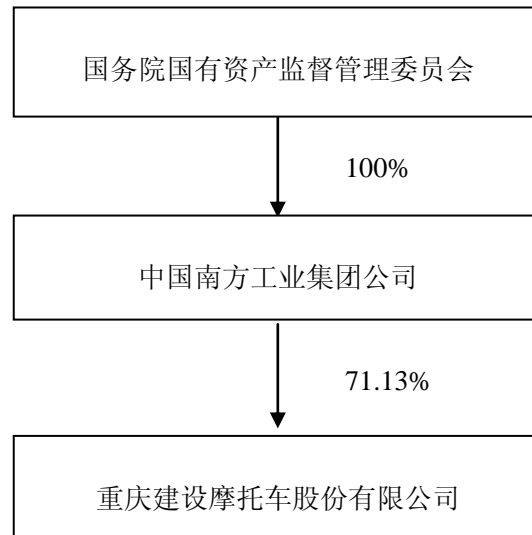 国务院国有资产监督管理委员会
100%
中国南方工业集团公司
71.13%
重庆建设摩托车股份有限公司